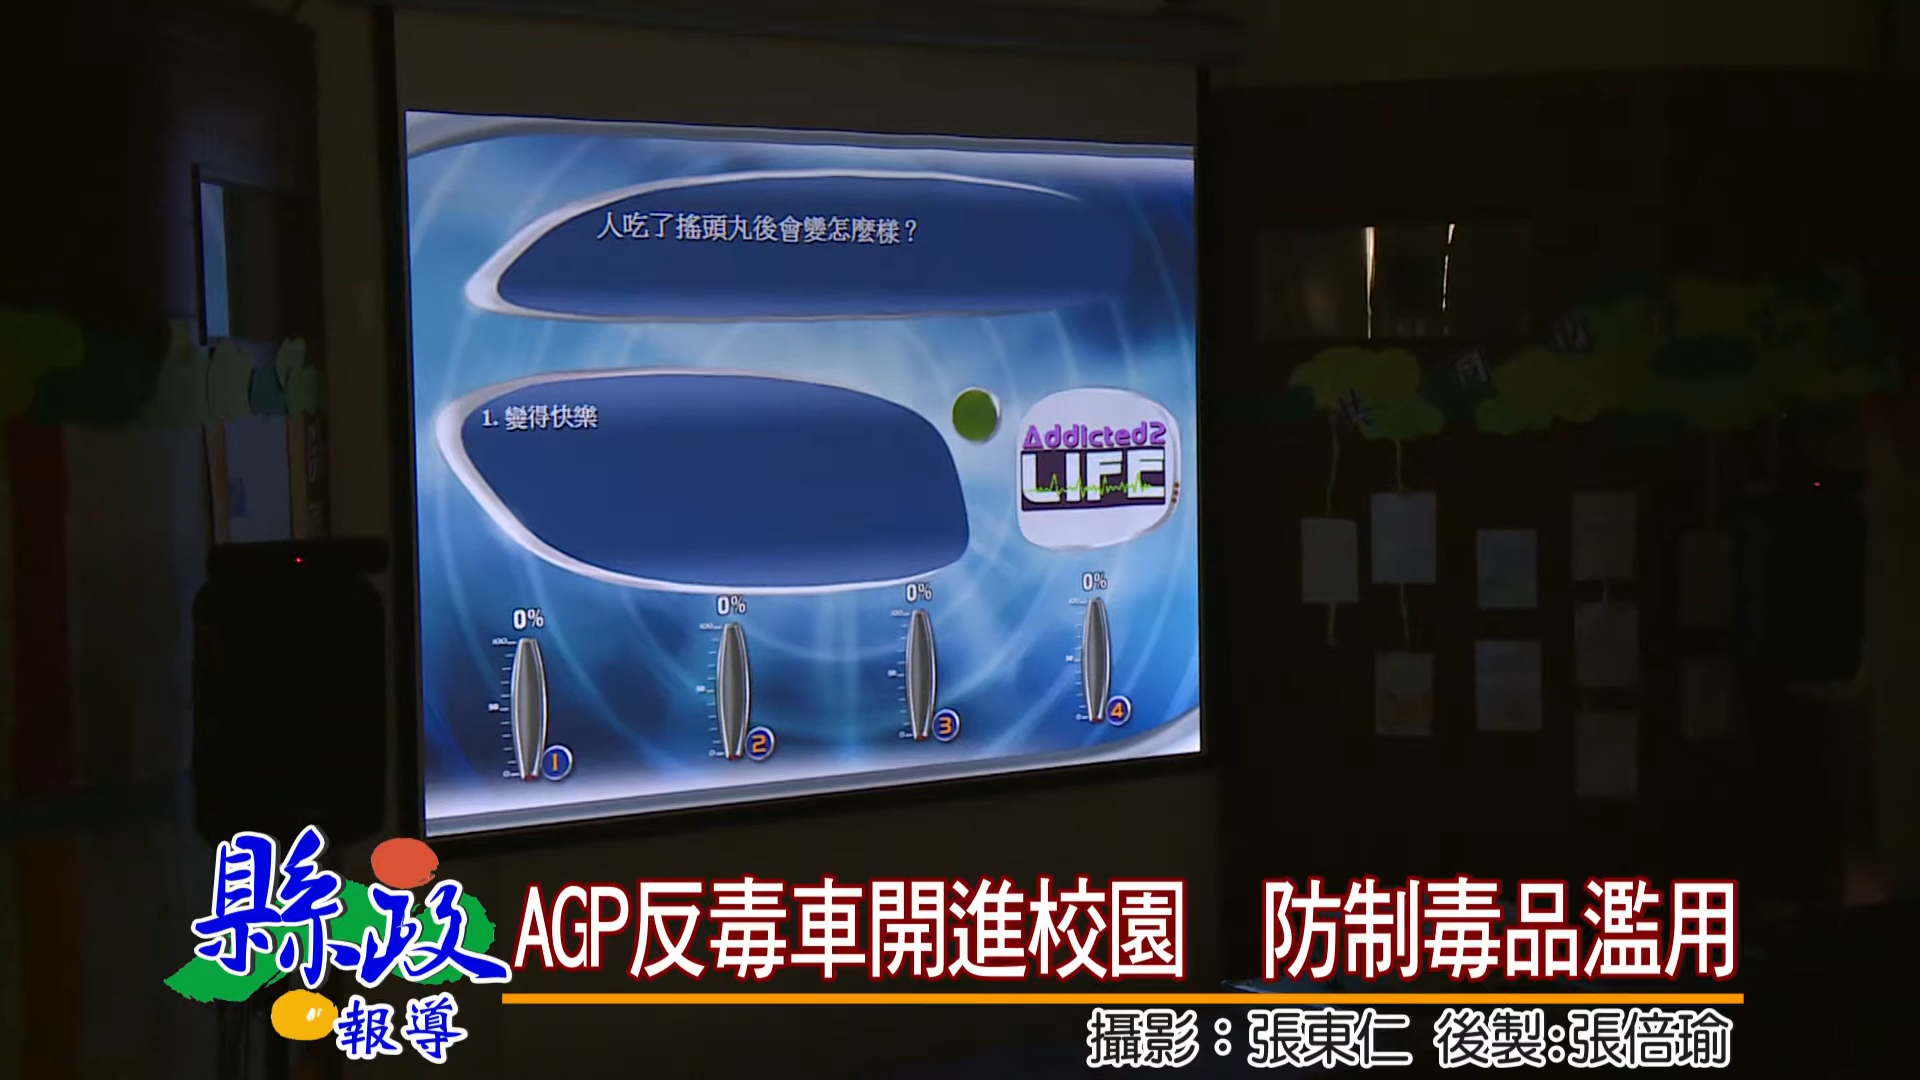 人吃了搖頭丸後會變怎麼樣？
1. 變得快樂
Addicted2
LIFE
0% 0% 0% 0%
1 2 3 4
共同
縣政
報導
AGP反毒車開進校園 防制毒品濫用
攝影：張東仁 後製:張倍瑜